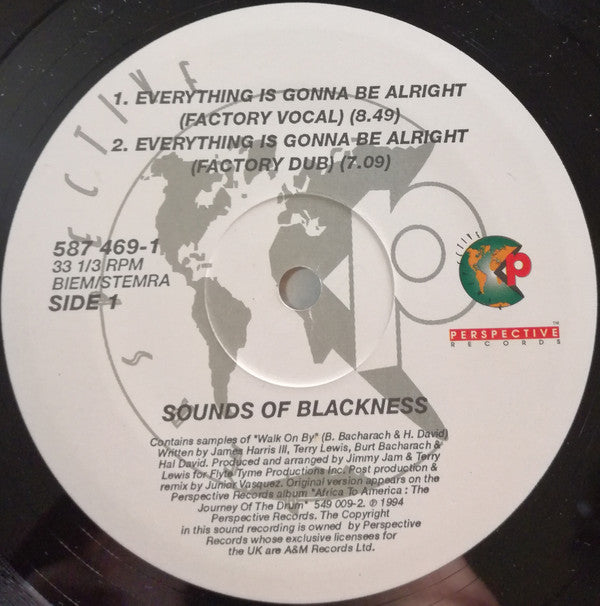 1. EVERYTHING IS GONNA BE ALRIGHT
(FACTORY VOCAL) (8.49)
2. EVERYTHING IS GONNA BE ALRIGHT
(FACTORY DUB) (7.09)
587 469-1
33 1/3 RPM
BIEM/STEMRA
SIDE 1
p
PERSPECTIVE™
RECORDS
SOUNDS OF BLACKNESS
Contains samples of "Walk On By" (B. Bacharach & H. David)
Written by James Harris III, Terry Lewis, Burt Bacharach &
Hal David. Produced and arranged by Jimmy Jam & Terry
Lewis for Flyte Tyme Productions Inc. Post production &
remix by Junior Vasquez. Original version appears on the
Perspective Records album "Africa To America : The
Journey Of The Drum" 549 009-2. ℗ 1994
Perspective Records. The Copyright
in this sound recording is owned by Perspective
Records whose exclusive licensees for
the UK are A&M Records Ltd.